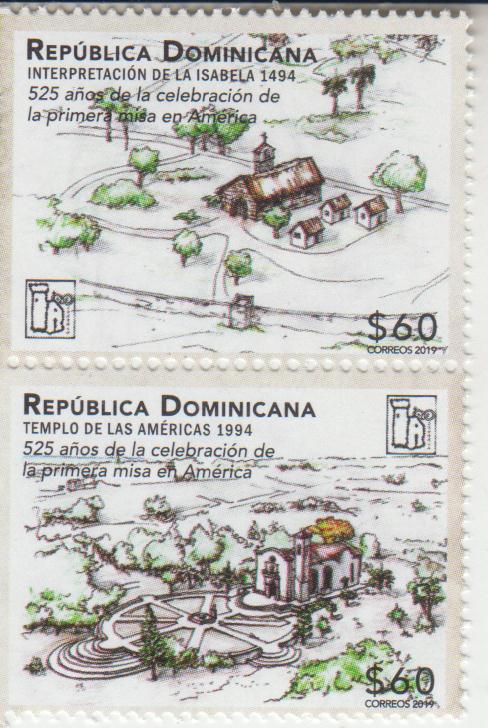 REPÚBLICA DOMINICANA
INTERPRETACIÓN DE LA ISABELA 1494
525 años de la celebración de
la primera misa en América
$60
CORREOS 2019
REPÚBLICA DOMINICANA
TEMPLO DE LAS AMÉRICAS 1994
525 años de la celebración de
la primera misa en América
$60
CORREOS 2019